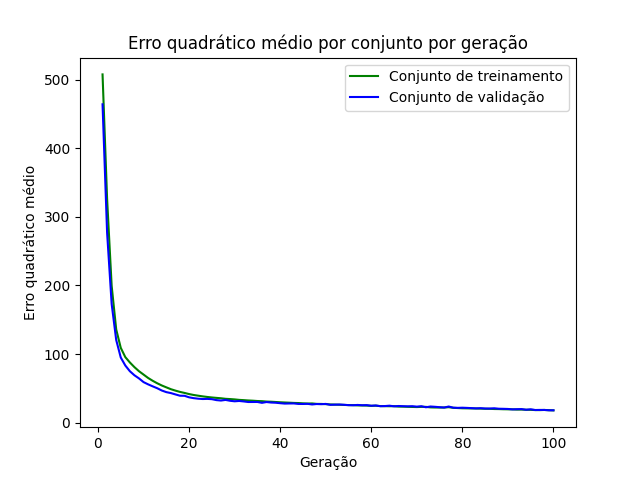 Erro quadrático médio por conjunto por geração
Conjunto de treinamento
Conjunto de validação
Erro quadrático médio
500
400
300
200
100
0
0 20 40 60 80 100
Geração